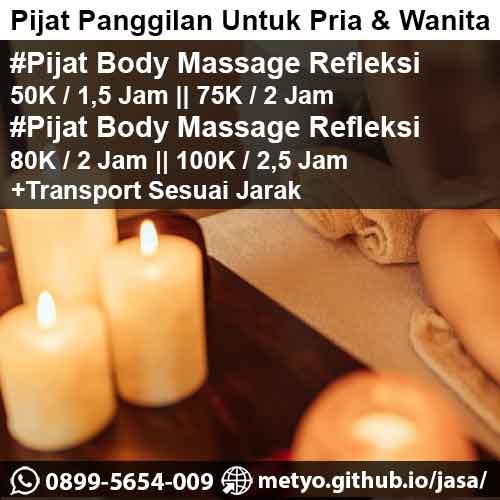 Pijat Panggilan Untuk Pria & Wanita
#Pijat Body Massage Refleksi
50K / 1,5 Jam || 75K / 2 Jam
#Pijat Body Massage Refleksi
80K / 2 Jam || 100K / 2,5 Jam
+Transport Sesuai Jarak
0899-5654-009 metyo.github.io/jasa/